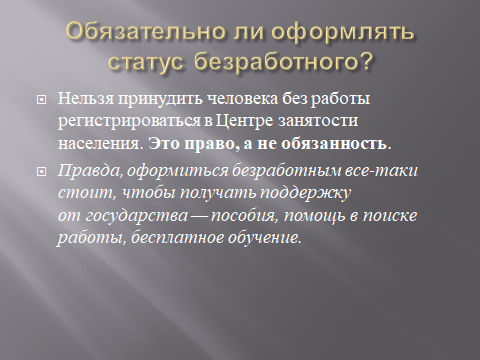 Обязательно ли оформлять
статус безработного?
Нельзя принудить человека без работы
регистрироваться в Центре занятости
населения. Это право, а не обязанность.
Правда, оформиться безработным все-таки
стоит, чтобы получать поддержку
от государства — пособия, помощь в поиске
работы, бесплатное обучение.